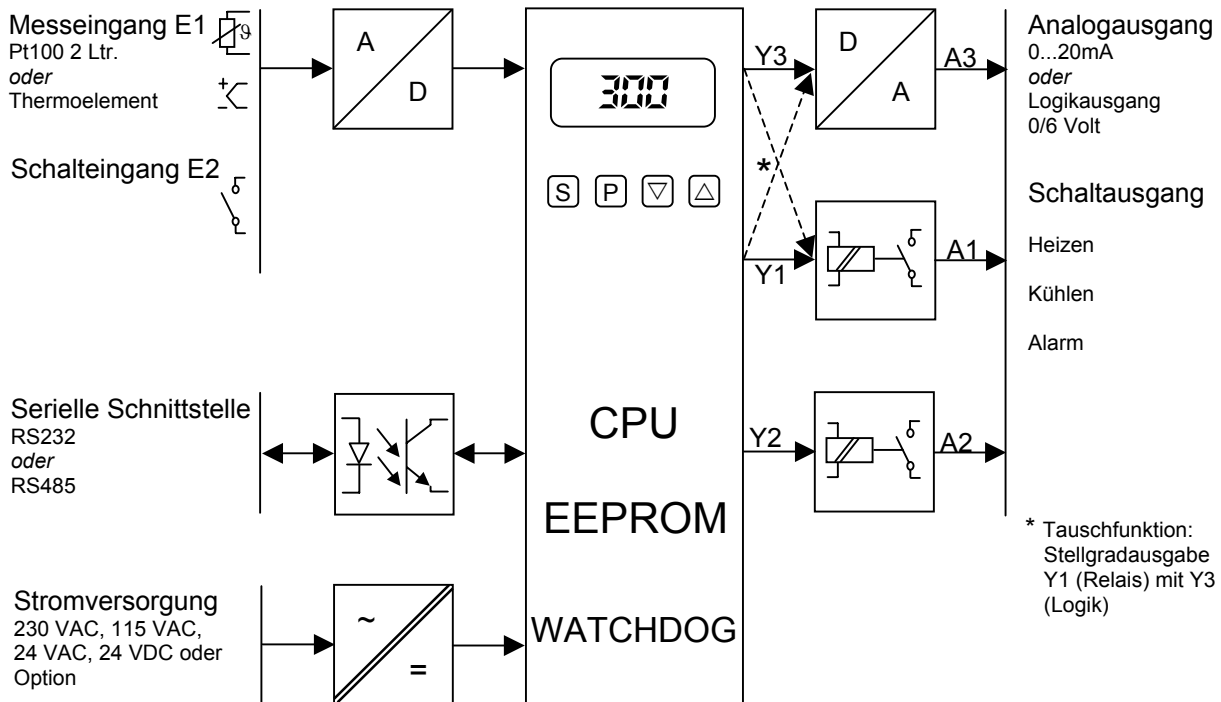 Messeingang E1
Pt100 2 Ltr.
oder
Thermoelement
ϑ
+
-
Schalteingang E2
Serielle Schnittstelle
RS232
oder
RS485
Stromversorgung
230 VAC, 115 VAC,
24 VAC, 24 VDC oder
Option
A
D
~
=
300
S P
CPU
EEPROM
WATCHDOG
Y3
*
Y1
Y2
D
A
A3
A1
A2
Analogausgang
0...20mA
oder
Logikausgang
0/6 Volt
Schaltausgang
Heizen
Kühlen
Alarm
* Tauschfunktion:
Stellgradausgabe
Y1 (Relais) mit Y3
(Logik)